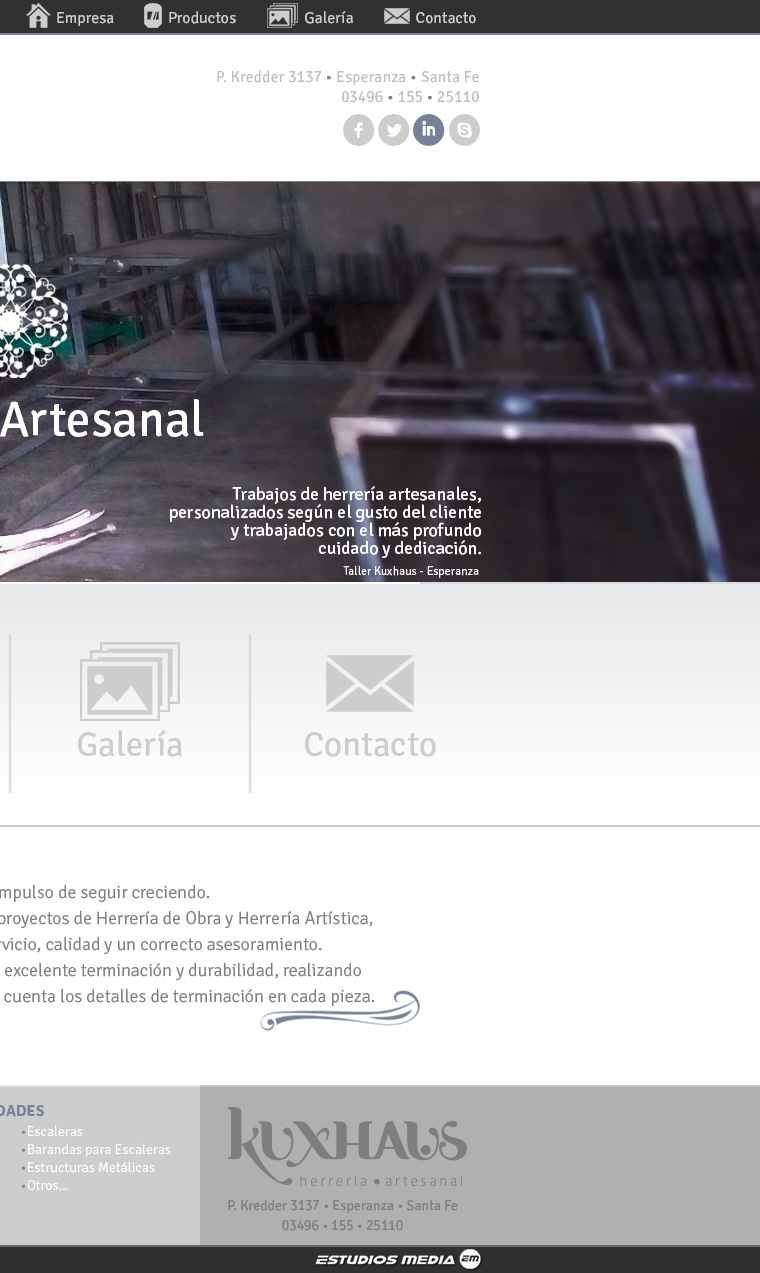 Empresa Productos Galería Contacto
P. Kredder 3137 • Esperanza • Santa Fe
03496 • 155 • 25110
Artesanal
Trabajos de herrería artesanales,
personalizados según el gusto del cliente
y trabajados con el más profundo
cuidado y dedicación.
Taller Kuxhaus - Esperanza
Galería Contacto
mpulso de seguir creciendo.
proyectos de Herrería de Obra y Herrería Artística,
rvicio, calidad y un correcto asesoramiento.
excelente terminación y durabilidad, realizando
cuenta los detalles de terminación en cada pieza.
DADES
•Escaleras
•Barandas para Escaleras
•Estructuras Metálicas
•Otros...
KUXHAUS
herrería • artesanal
P. Kredder 3137 • Esperanza • Santa Fe
03496 • 155 • 25110
ESTUDIOS MEDIA EM